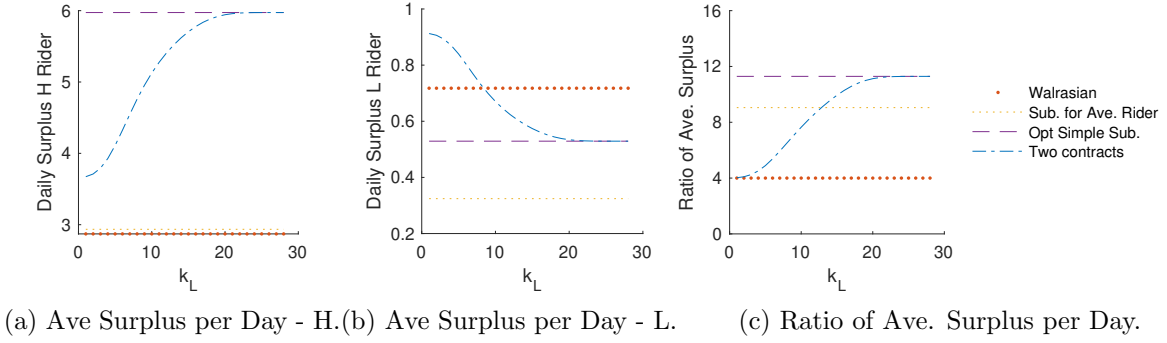 Daily Surplus H Rider
6
5
4
3
0
10
20
30
k_L
Daily Surplus L Rider
1
0.8
0.6
0.4
0.2
0
10
20
30
k_L
Ratio of Ave. Surplus
16
12
8
4
0
0
10
20
30
k_L
Walrasian
Sub. for Ave. Rider
Opt Simple Sub.
Two contracts
(a) Ave Surplus per Day - H.
(b) Ave Surplus per Day - L.
(c) Ratio of Ave. Surplus per Day.